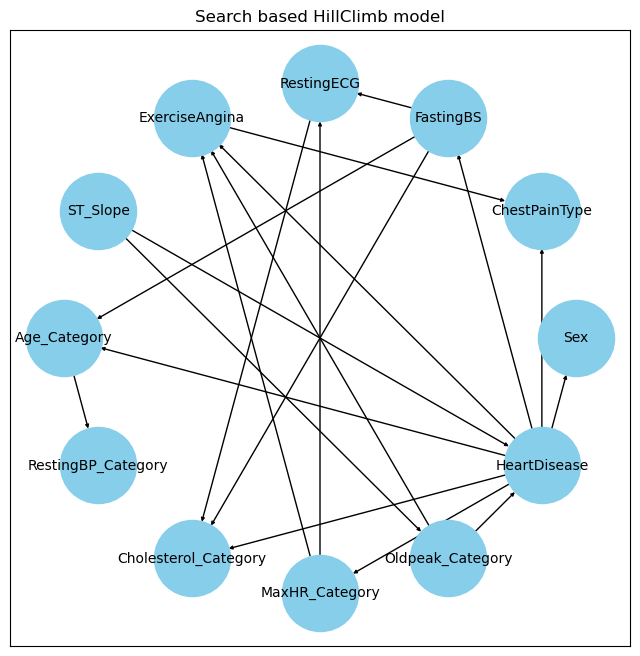 Search based HillClimb model
RestingECG
ExerciseAngina
FastingBS
ST_Slope
ChestPainType
Age_Category
Sex
RestingBP_Category
HeartDisease
Cholesterol_Category
Oldpeak_Category
MaxHR_Category